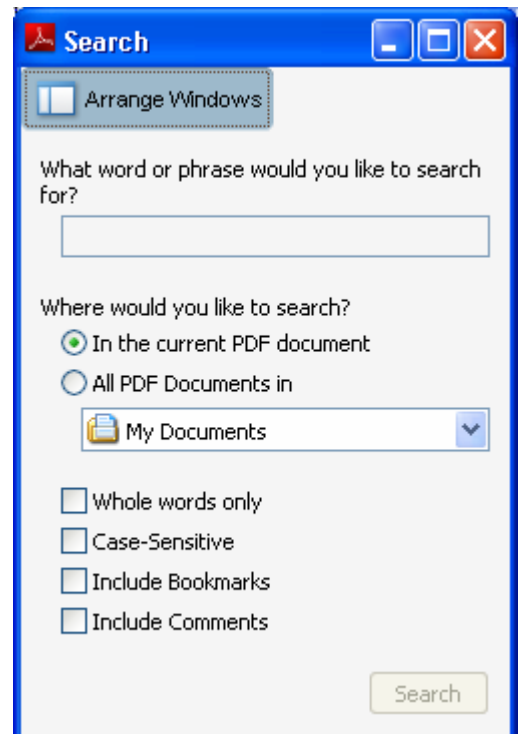 Search
Arrange Windows
What word or phrase would you like to search
for?
Where would you like to search?
In the current PDF document
All PDF Documents in
My Documents
Whole words only
Case-Sensitive
Include Bookmarks
Include Comments
Search